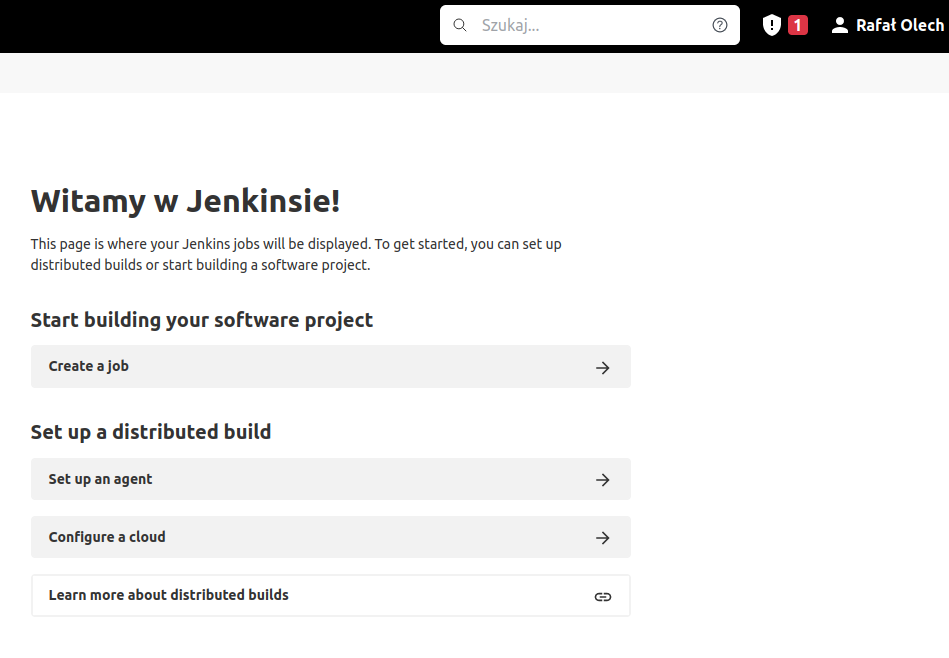 Szukaj...
1
Rafał Olech
Witamy w Jenkinsie!
This page is where your Jenkins jobs will be displayed. To get started, you can set up
distributed builds or start building a software project.
Start building your software project
Create a job
Set up a distributed build
Set up an agent
Configure a cloud
Learn more about distributed builds